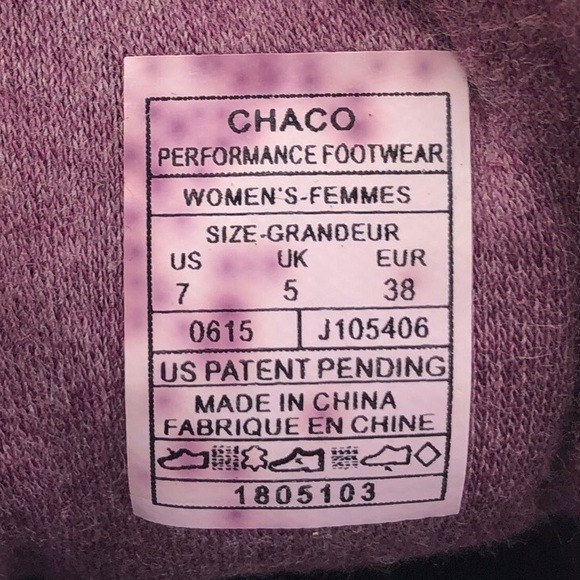 CHACO
PERFORMANCE FOOTWEAR
WOMEN'S-FEMMES
SIZE-GRANDEUR
US UK EUR
7 5 38
0615 J105406
US PATENT PENDING
MADE IN CHINA
FABRIQUE EN CHINE
1805103